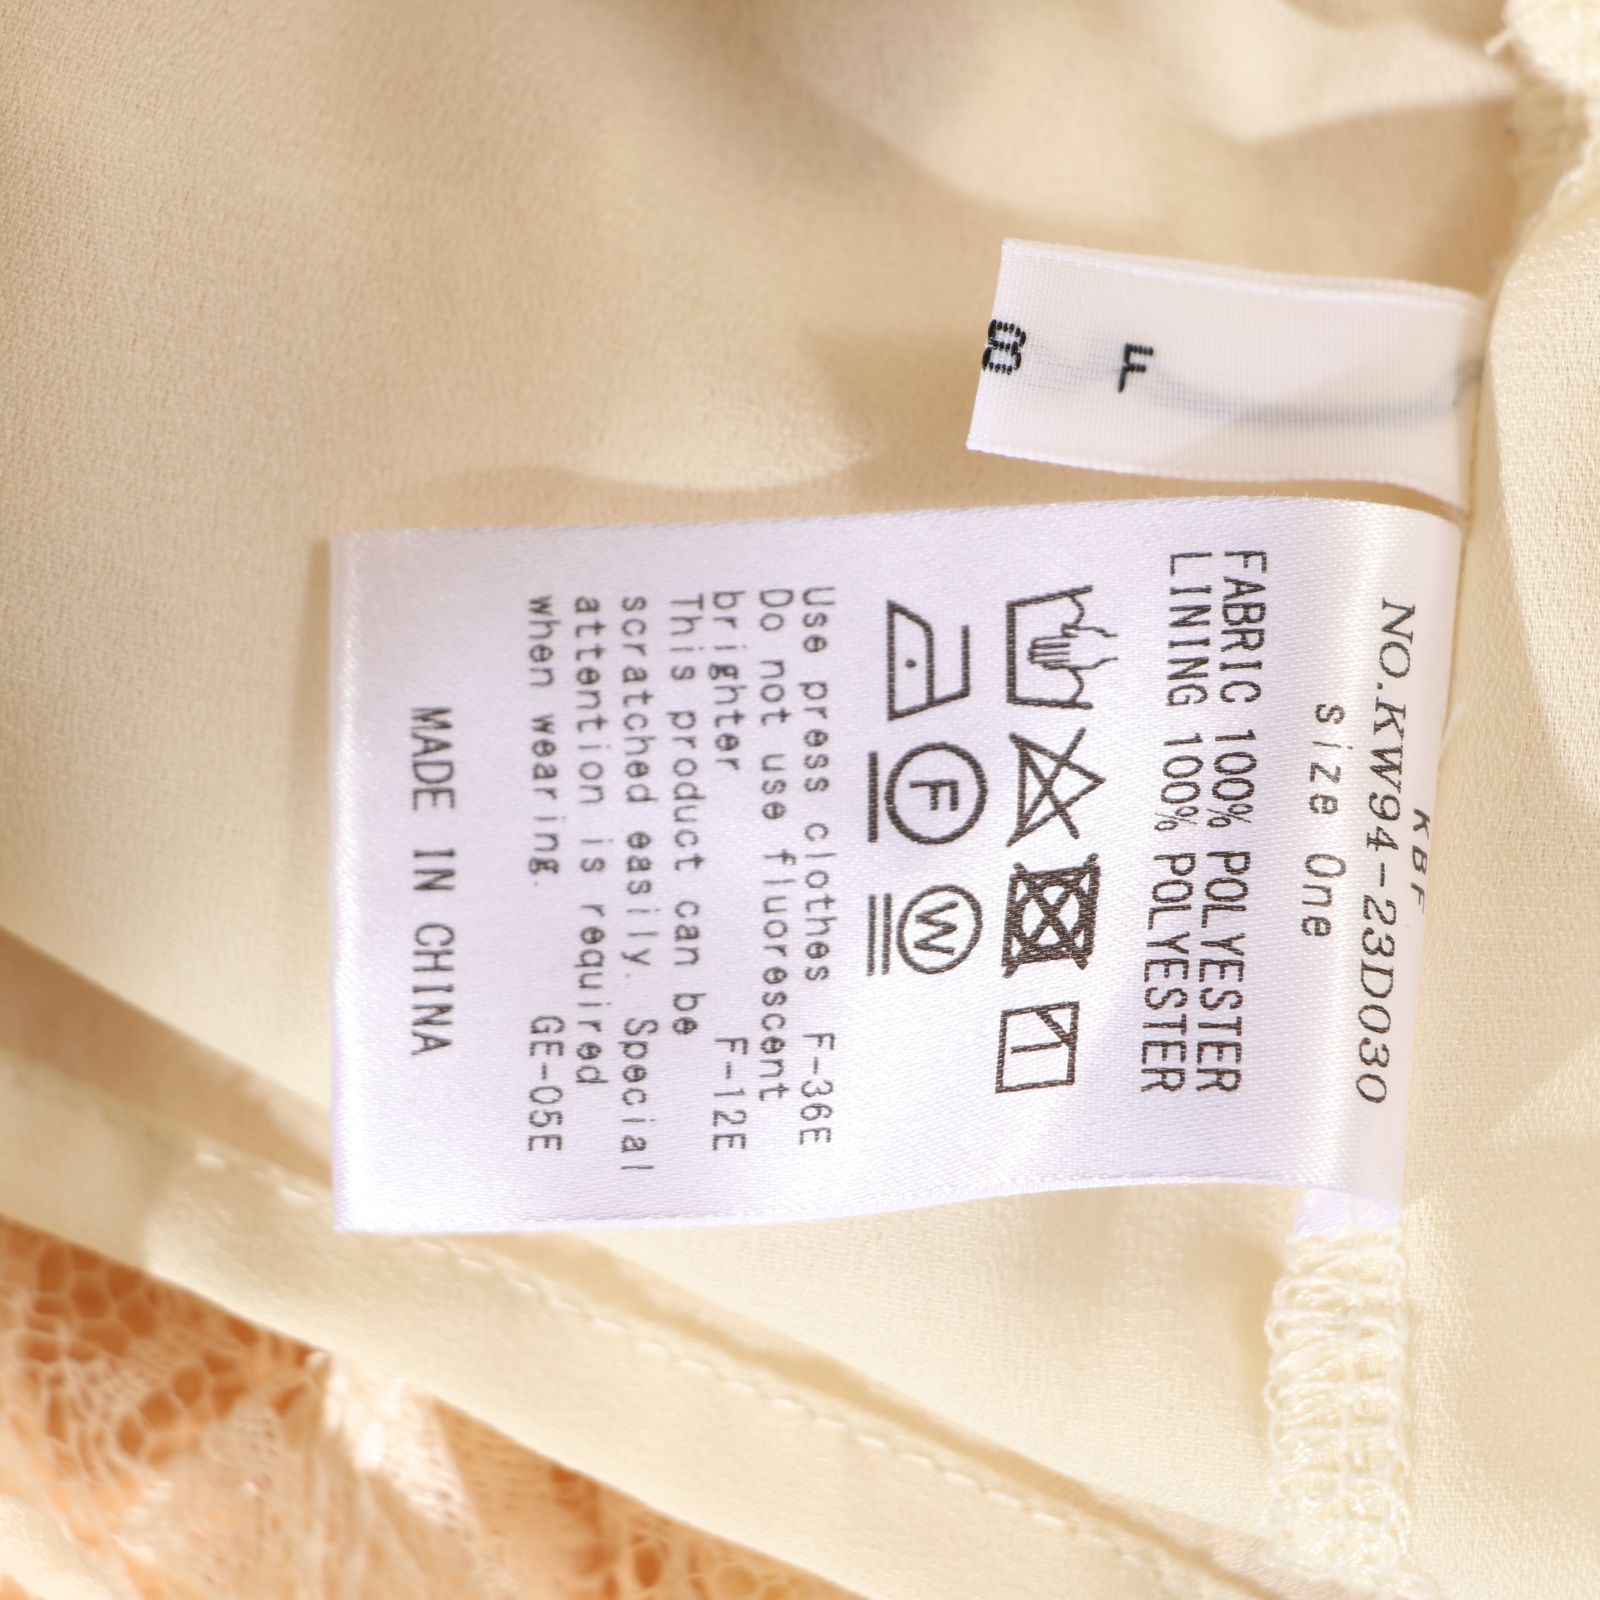 B F
KBF
NO.KW94-23D030
size One
FABRIC 100% POLYESTER
LINING 100% POLYESTER
F W
Use press clothes F-36E
Do not use fluorescent
brighter F-12E
This product can be
scratched easily. Special
attention is required
when wearing. GE-05E
MADE IN CHINA